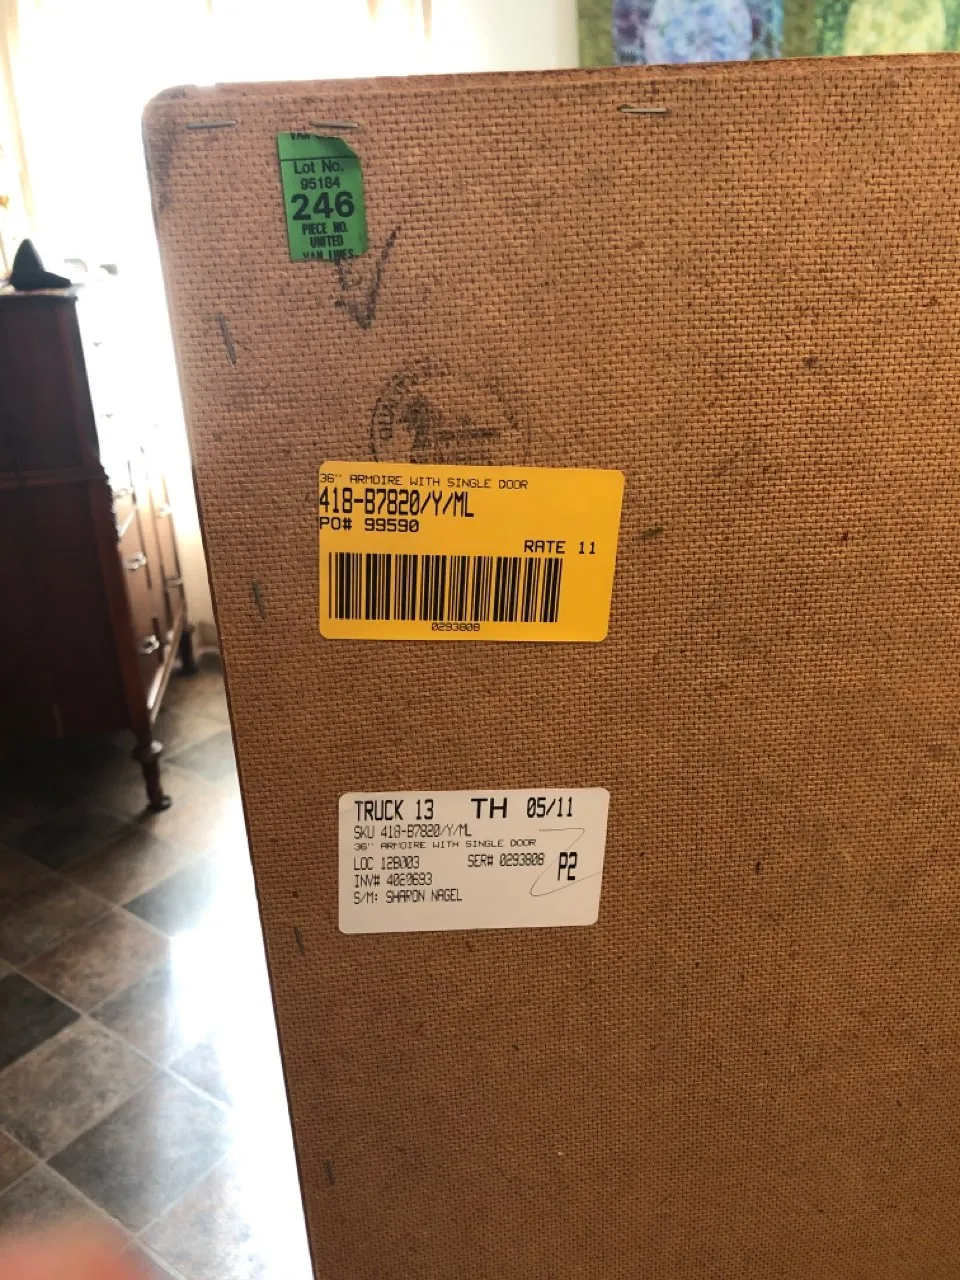 Lot No.
95184
246
PIECE NO.
UNITED
VAN LINES
36" ARMOIRE WITH SINGLE DOOR
418-B7820/Y/ML
PO# 99590
RATE 11
0293808
TRUCK 13 TH 05/11
SKU 418-B7820/Y/ML
36" ARMOIRE WITH SINGLE DOOR
LOC 12B003 SER# 0293808 P2
INV# 4020693
S/M: SHARON NAGEL